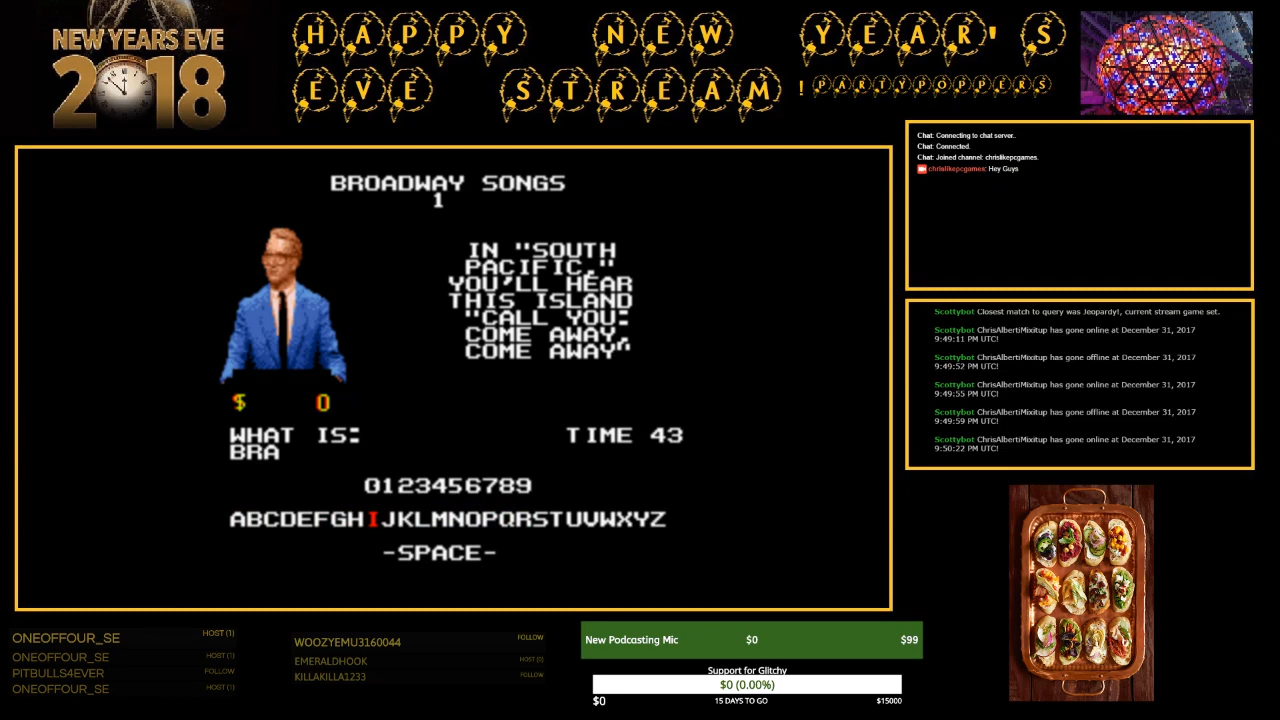 NEW YEARS EVE
2018
HAPPY NEW YEAR'S
EVE STREAM !PARTYPOPPERS
BROADWAY SONGS
1
IN "SOUTH
PACIFIC,"
YOU'LL HEAR
THIS ISLAND
"CALL YOU:
COME AWAY,
COME AWAY"
$ 0
WHAT IS:
BRA
TIME 43
0123456789
ABCDEFGHIJKLMNOPQRSTUVWXYZ
-SPACE-
Chat: Connecting to chat server..
Chat: Connected.
Chat: Joined channel: chrislikepcgames.
chrislikepcgames: Hey Guys
Scottybot Closest match to query was Jeopardy!, current stream game set.
Scottybot ChrisAlbertiMixitup has gone online at December 31, 2017
9:49:11 PM UTC!
Scottybot ChrisAlbertiMixitup has gone offline at December 31, 2017
9:49:52 PM UTC!
Scottybot ChrisAlbertiMixitup has gone online at December 31, 2017
9:49:55 PM UTC!
Scottybot ChrisAlbertiMixitup has gone offline at December 31, 2017
9:49:59 PM UTC!
Scottybot ChrisAlbertiMixitup has gone online at December 31, 2017
9:50:22 PM UTC!
ONEOFFOUR_SE HOST (1)
ONEOFFOUR_SE HOST (1)
PITBULLS4EVER FOLLOW
ONEOFFOUR_SE HOST (1)
WOOZYEMU3160044 FOLLOW
EMERALDHOOK HOST (0)
KILLAKILLA1233 FOLLOW
New Podcasting Mic $0 $99
Support for Glitchy
$0 (0.00%)
$0 15 DAYS TO GO $15000